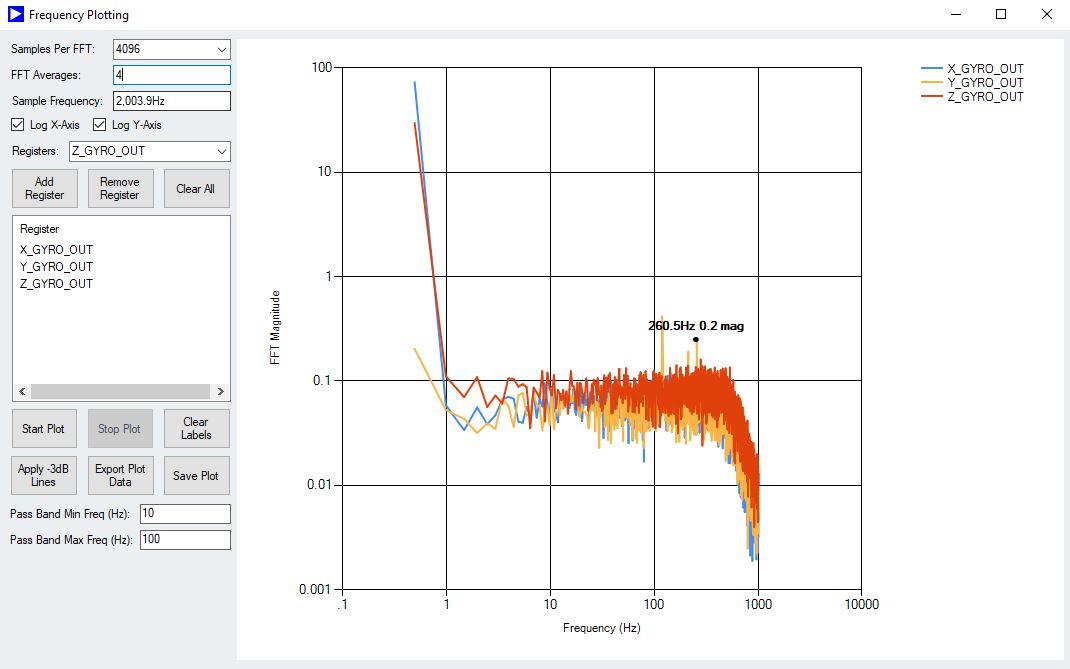 Frequency Plotting
Samples Per FFT: 4096
FFT Averages: 4
Sample Frequency: 2,003.9Hz
Log X-Axis Log Y-Axis
Registers: Z_GYRO_OUT
Add Register Remove Register Clear All
Register
X_GYRO_OUT
Y_GYRO_OUT
Z_GYRO_OUT
Start Plot Stop Plot Clear Labels
Apply -3dB Lines Export Plot Data Save Plot
Pass Band Min Freq (Hz): 10
Pass Band Max Freq (Hz): 100
X_GYRO_OUT
Y_GYRO_OUT
Z_GYRO_OUT
100
10
1
0.1
0.01
0.001
FFT Magnitude
260.5Hz 0.2 mag
.1 1 10 100 1000 10000
Frequency (Hz)